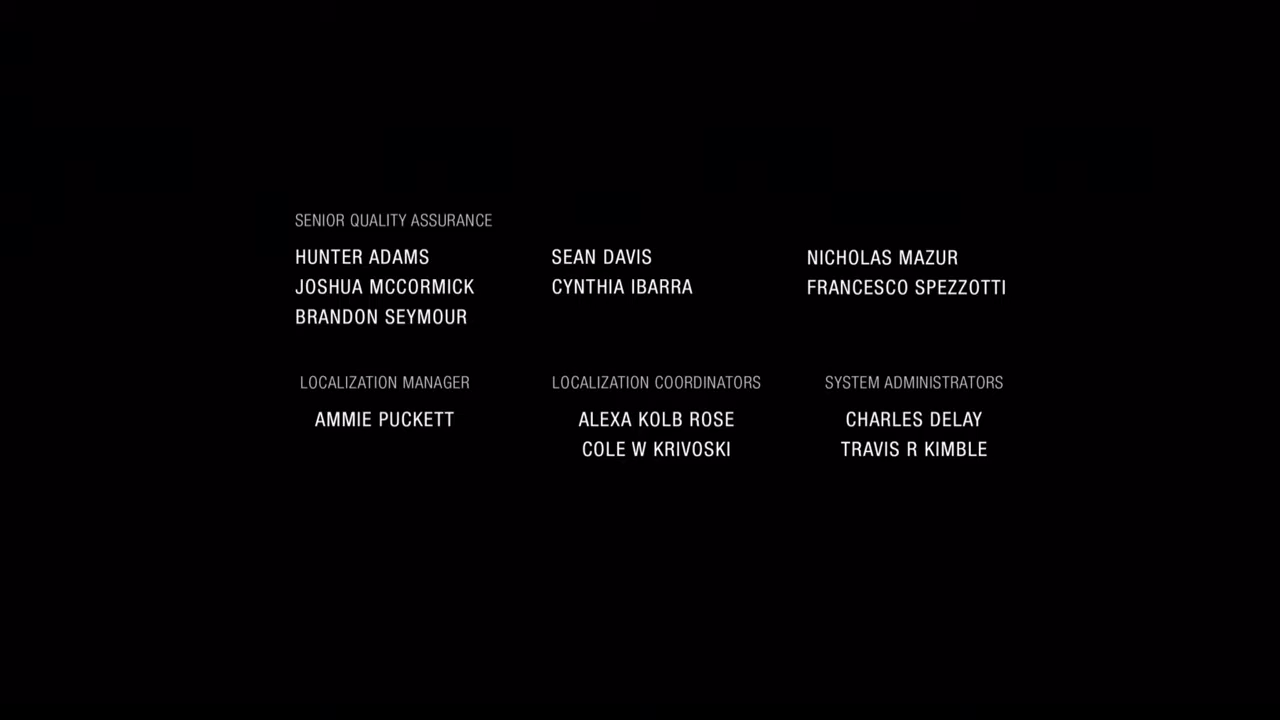 SENIOR QUALITY ASSURANCE
HUNTER ADAMS SEAN DAVIS NICHOLAS MAZUR
JOSHUA MCCORMICK CYNTHIA IBARRA FRANCESCO SPEZZOTTI
BRANDON SEYMOUR
LOCALIZATION MANAGER LOCALIZATION COORDINATORS SYSTEM ADMINISTRATORS
AMMIE PUCKETT ALEXA KOLB ROSE CHARLES DELAY
COLE W KRIVOSKI TRAVIS R KIMBLE